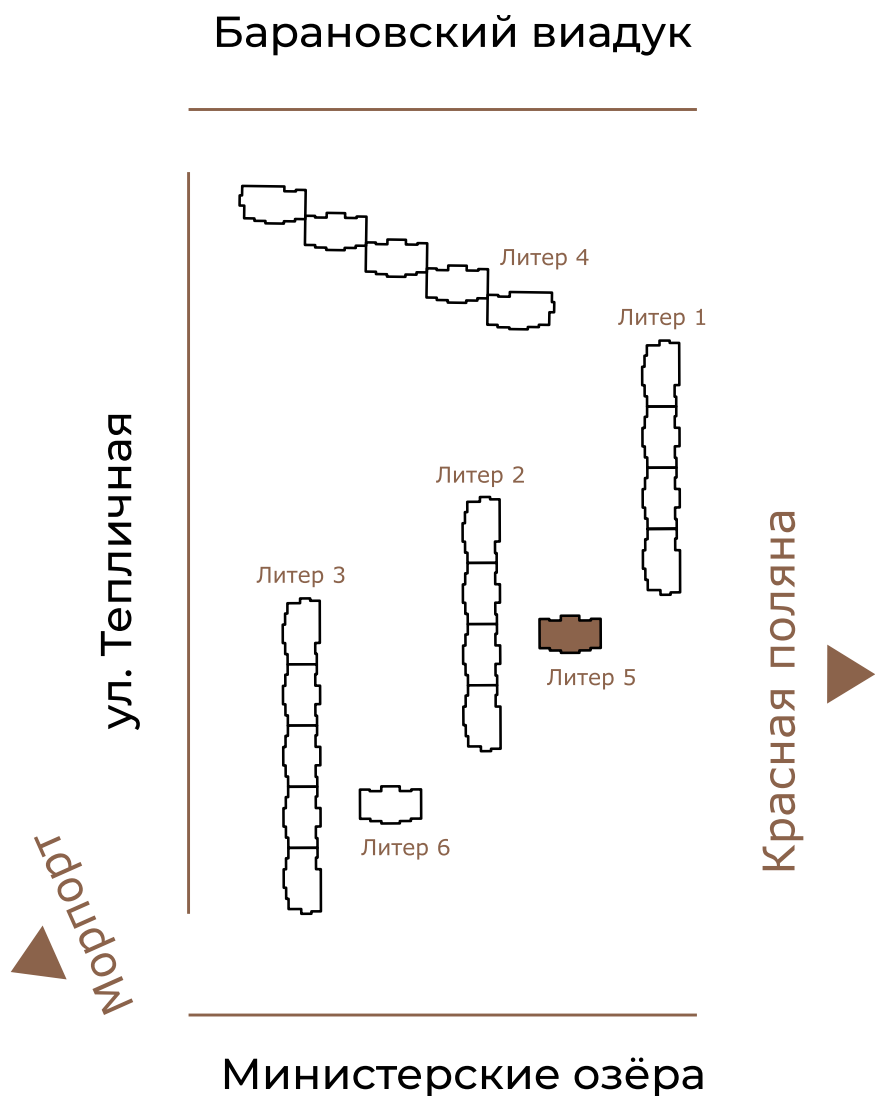 Барановский виадук
Литер 4
Литер 1
Литер 2
Литер 3
Литер 5
Литер 6
ул. Тепличная
Красная поляна
Морпорт
Министерские озёра